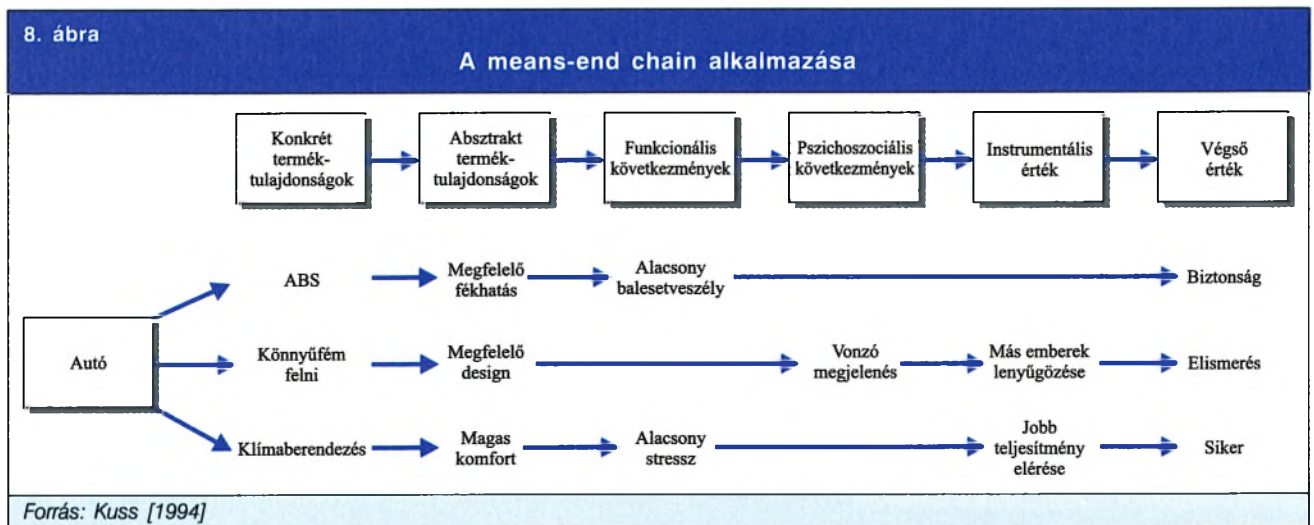 8. ábra
A means-end chain alkalmazása
Konkrét
termék-
tulajdonságok
Absztrakt
termék-
tulajdonságok
Funkcionális
következmények
Pszichoszociális
következmények
Instrumentális
érték
Végső
érték
Autó
ABS
Megfelelő
fékhatás
Alacsony
balesetveszély
Biztonság
Könnyűfém
felni
Megfelelő
design
Vonzó
megjelenés
Más emberek
lenyűgözése
Elismerés
Klímaberendezés
Magas
komfort
Alacsony
stressz
Jobb
teljesítmény
elérése
Siker
Forrás: Kuss [1994]